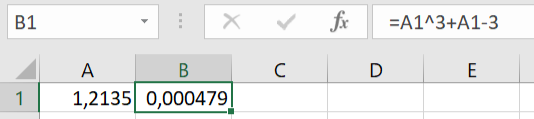 B1 fx =A1^3+A1-3
A B C D E
1 1,2135 0,000479